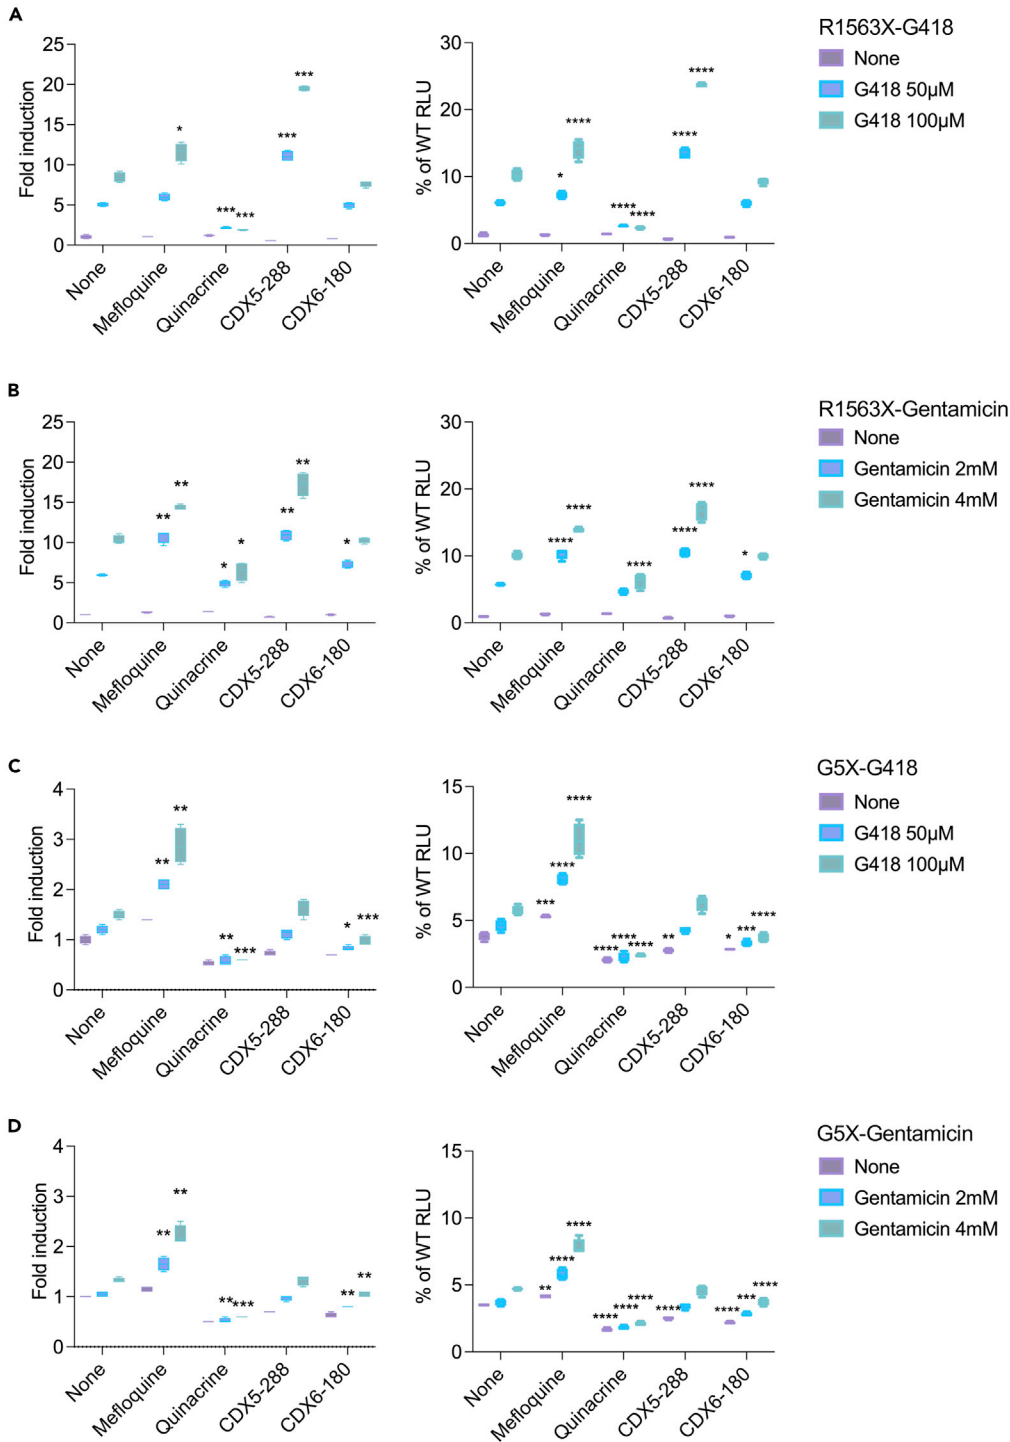 A
Fold induction
25
20
15
10
5
0
*
***
***
***
***
None
Mefloquine
Quinacrine
CDX5-288
CDX6-180
% of WT RLU
30
20
10
0
*
****
****
****
****
****
None
Mefloquine
Quinacrine
CDX5-288
CDX6-180
R1563X-G418
None
G418 50µM
G418 100µM
B
Fold induction
25
20
15
10
5
0
**
**
*
*
**
**
*
None
Mefloquine
Quinacrine
CDX5-288
CDX6-180
% of WT RLU
30
20
10
0
****
****
****
****
****
*
None
Mefloquine
Quinacrine
CDX5-288
CDX6-180
R1563X-Gentamicin
None
Gentamicin 2mM
Gentamicin 4mM
C
Fold induction
4
3
2
1
0
**
**
**
***
*
***
None
Mefloquine
Quinacrine
CDX5-288
CDX6-180
% of WT RLU
15
10
5
0
***
****
****
****
****
****
**
*
***
****
None
Mefloquine
Quinacrine
CDX5-288
CDX6-180
G5X-G418
None
G418 50µM
G418 100µM
D
Fold induction
4
3
2
1
0
**
**
**
***
**
**
None
Mefloquine
Quinacrine
CDX5-288
CDX6-180
% of WT RLU
15
10
5
0
**
****
****
****
****
****
****
****
***
****
None
Mefloquine
Quinacrine
CDX5-288
CDX6-180
G5X-Gentamicin
None
Gentamicin 2mM
Gentamicin 4mM